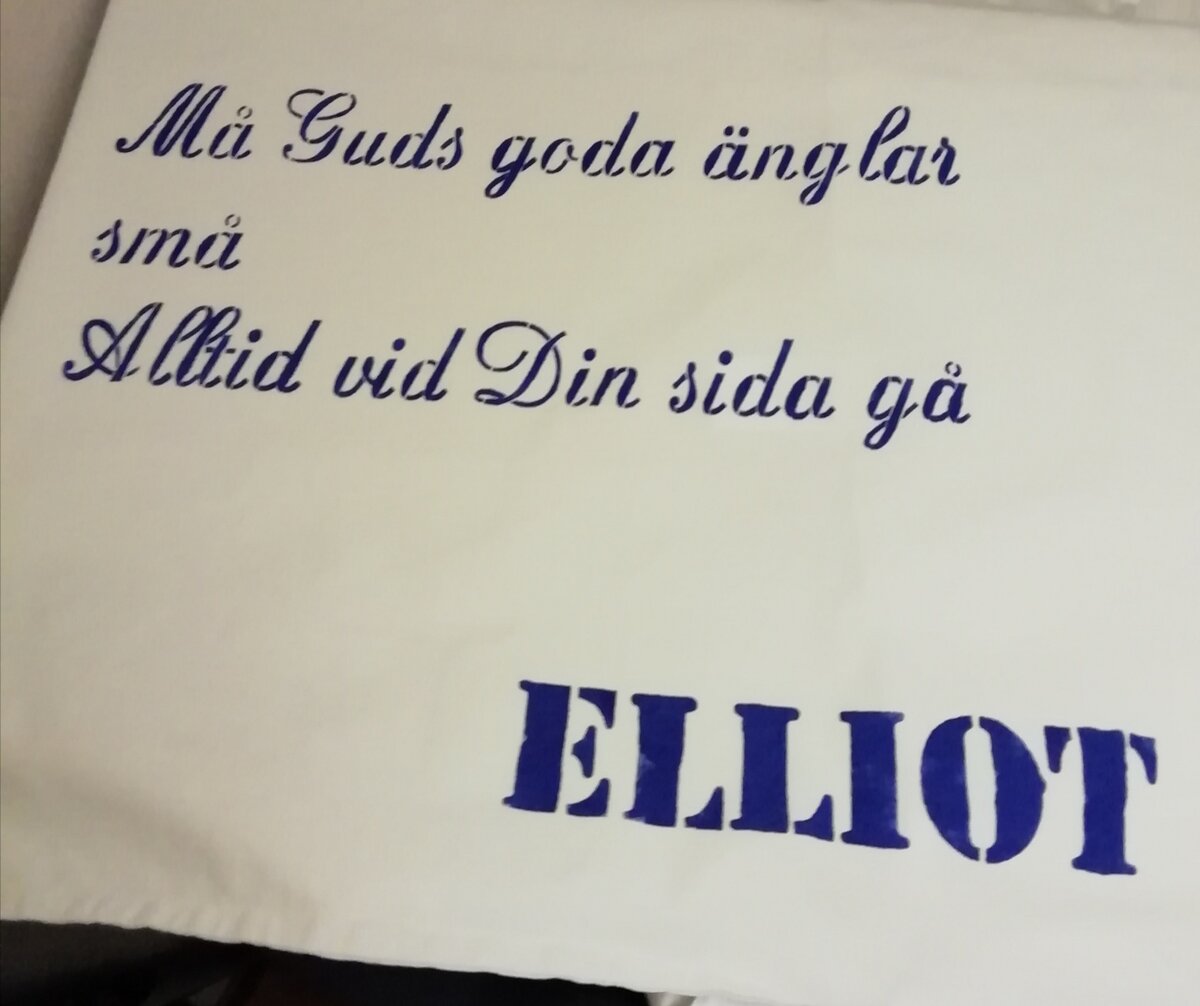 Må Guds goda änglar
små
Alltid vid Din sida gå
ELLIOT